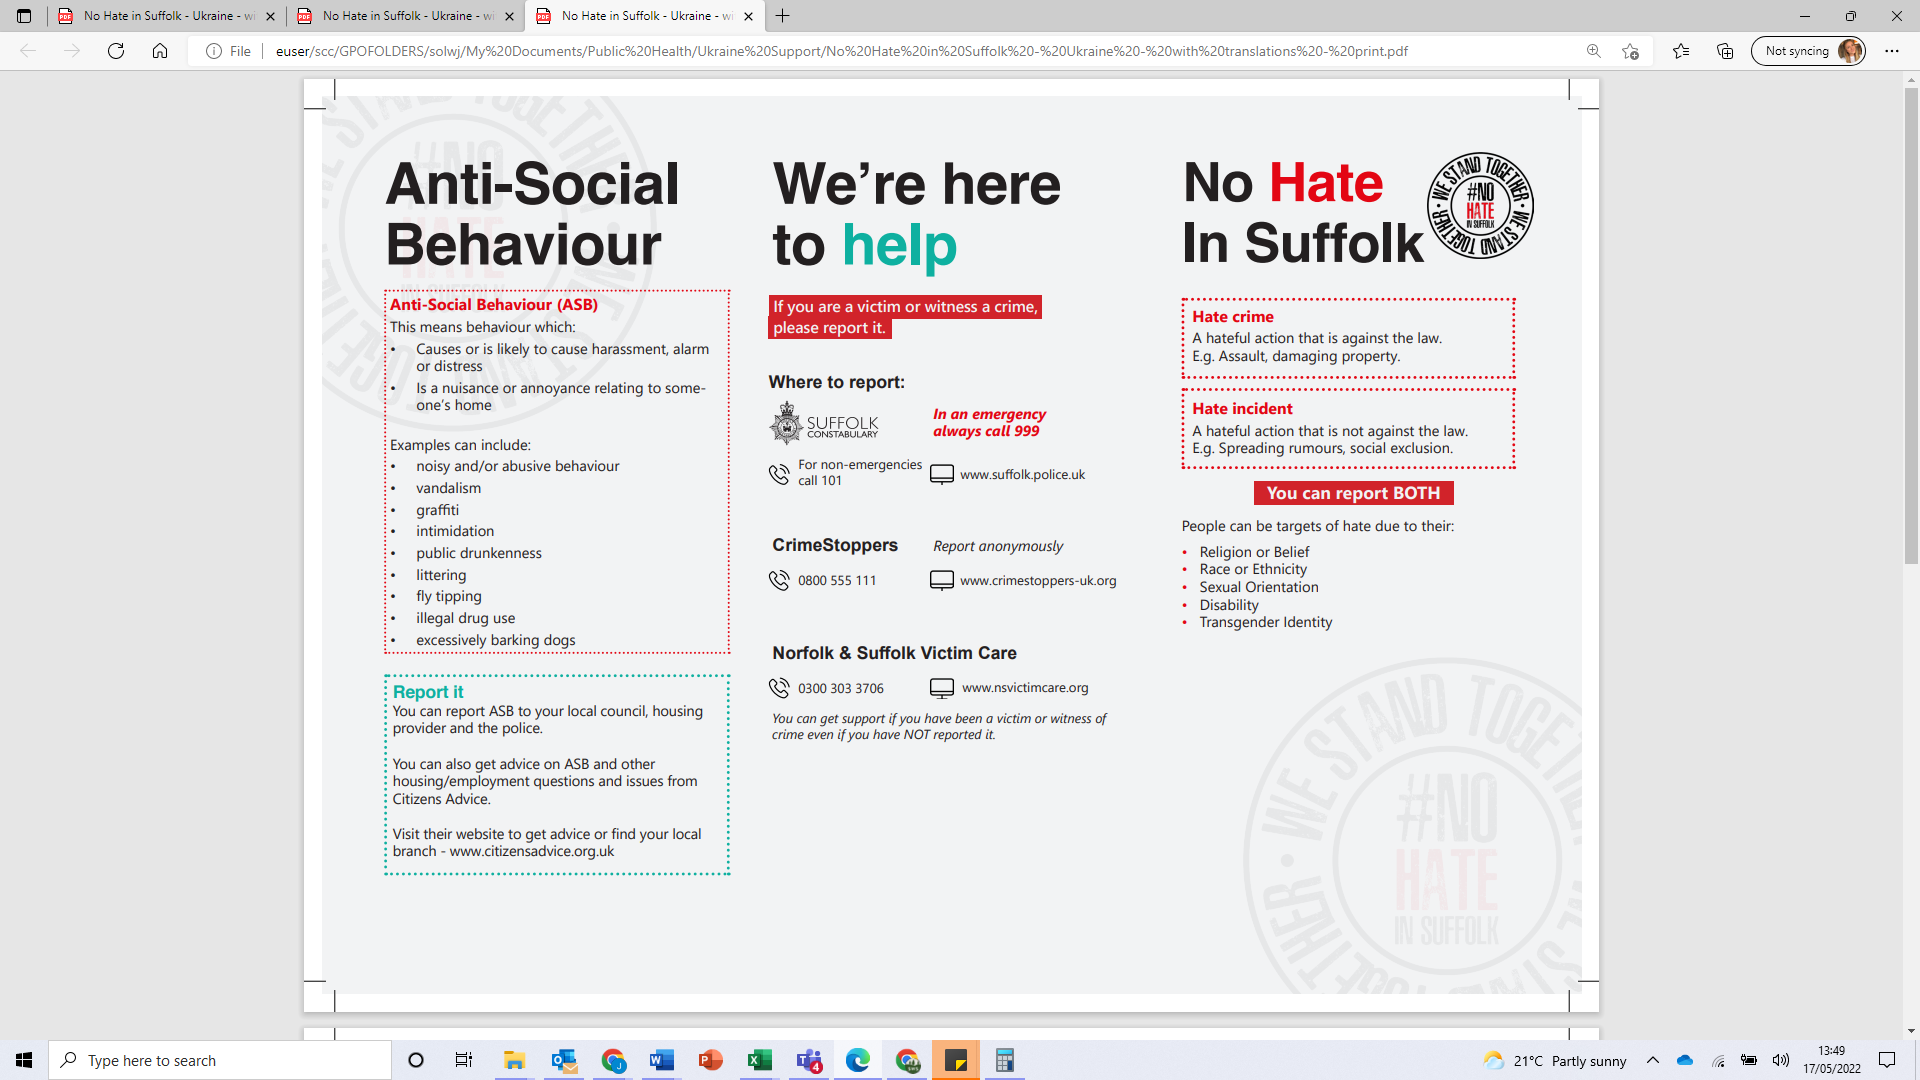 No Hate in Suffolk - Ukraine - wi
No Hate in Suffolk - Ukraine - wi
No Hate in Suffolk - Ukraine - wi
File
euser/scc/GPOFOLDERS/solwj/My%20Documents/Public%20Health/Ukraine%20Support/No%20Hate%20in%20Suffolk%20-%20Ukraine%20-%20with%20translations%20-%20print.pdf
Not syncing
Anti-Social
Behaviour
Anti-Social Behaviour (ASB)
This means behaviour which:
• Causes or is likely to cause harassment, alarm
or distress
• Is a nuisance or annoyance relating to some-
one's home
Examples can include:
• noisy and/or abusive behaviour
• vandalism
• graffiti
• intimidation
• public drunkenness
• littering
• fly tipping
• illegal drug use
• excessively barking dogs
Report it
You can report ASB to your local council, housing
provider and the police.
You can also get advice on ASB and other
housing/employment questions and issues from
Citizens Advice.
Visit their website to get advice or find your local
branch - www.citizensadvice.org.uk
We're here
to help
If you are a victim or witness a crime,
please report it.
Where to report:
SUFFOLK
CONSTABULARY
In an emergency
always call 999
For non-emergencies
call 101
www.suffolk.police.uk
CrimeStoppers
Report anonymously
0800 555 111
www.crimestoppers-uk.org
Norfolk & Suffolk Victim Care
0300 303 3706
www.nsvictimcare.org
You can get support if you have been a victim or witness of
crime even if you have NOT reported it.
No Hate
In Suffolk
WE STAND TOGETHER • WE STAND TOGETHER •
#NO
HATE
IN SUFFOLK
Hate crime
A hateful action that is against the law.
E.g. Assault, damaging property.
Hate incident
A hateful action that is not against the law.
E.g. Spreading rumours, social exclusion.
You can report BOTH
People can be targets of hate due to their:
• Religion or Belief
• Race or Ethnicity
• Sexual Orientation
• Disability
• Transgender Identity
WE STAND TOGETHER
#NO
HATE
IN SUFFOLK
Type here to search
4
21°C Partly sunny
13:49
17/05/2022